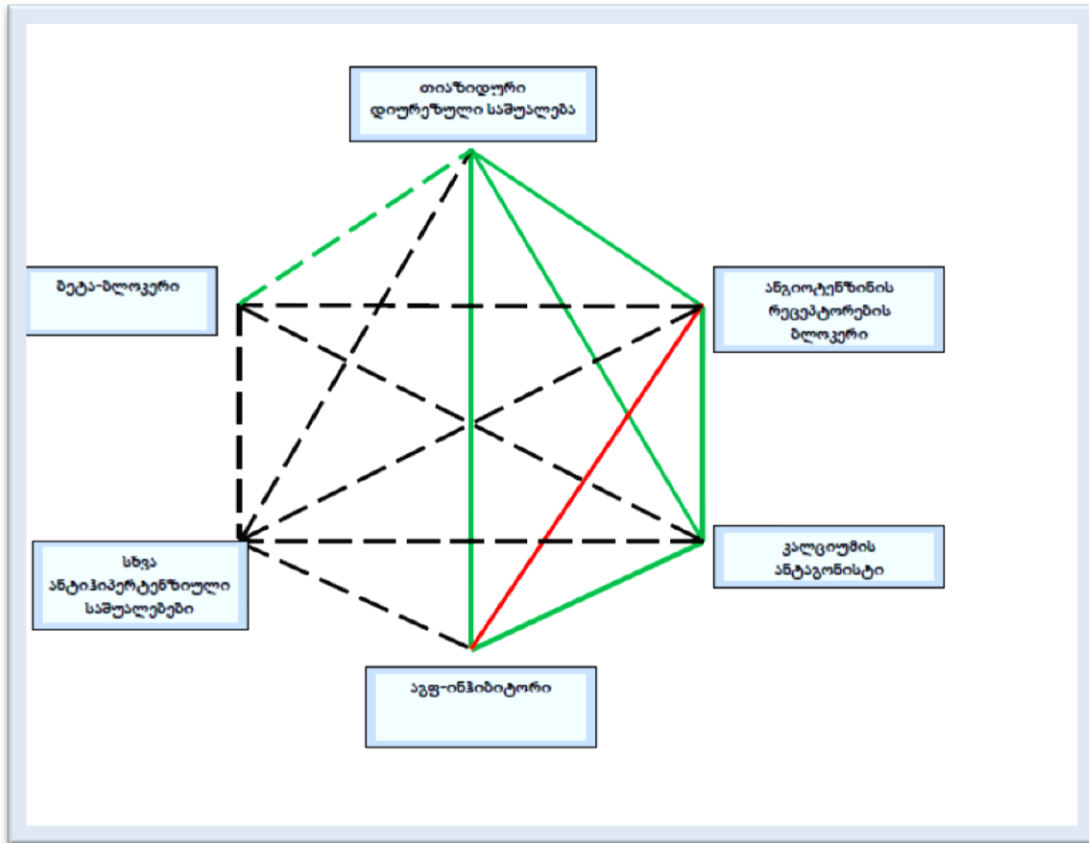 თიაზიდური
დიურეზული საშუალება
ბეტა-ბლოკერი
ანგიოტენზინის
რეცეპტორების
ბლოკერი
სხვა
ანტიჰიპერტენზიული
საშუალებები
კალციუმის
ანტაგონისტი
აგფ-ინჰიბიტორი